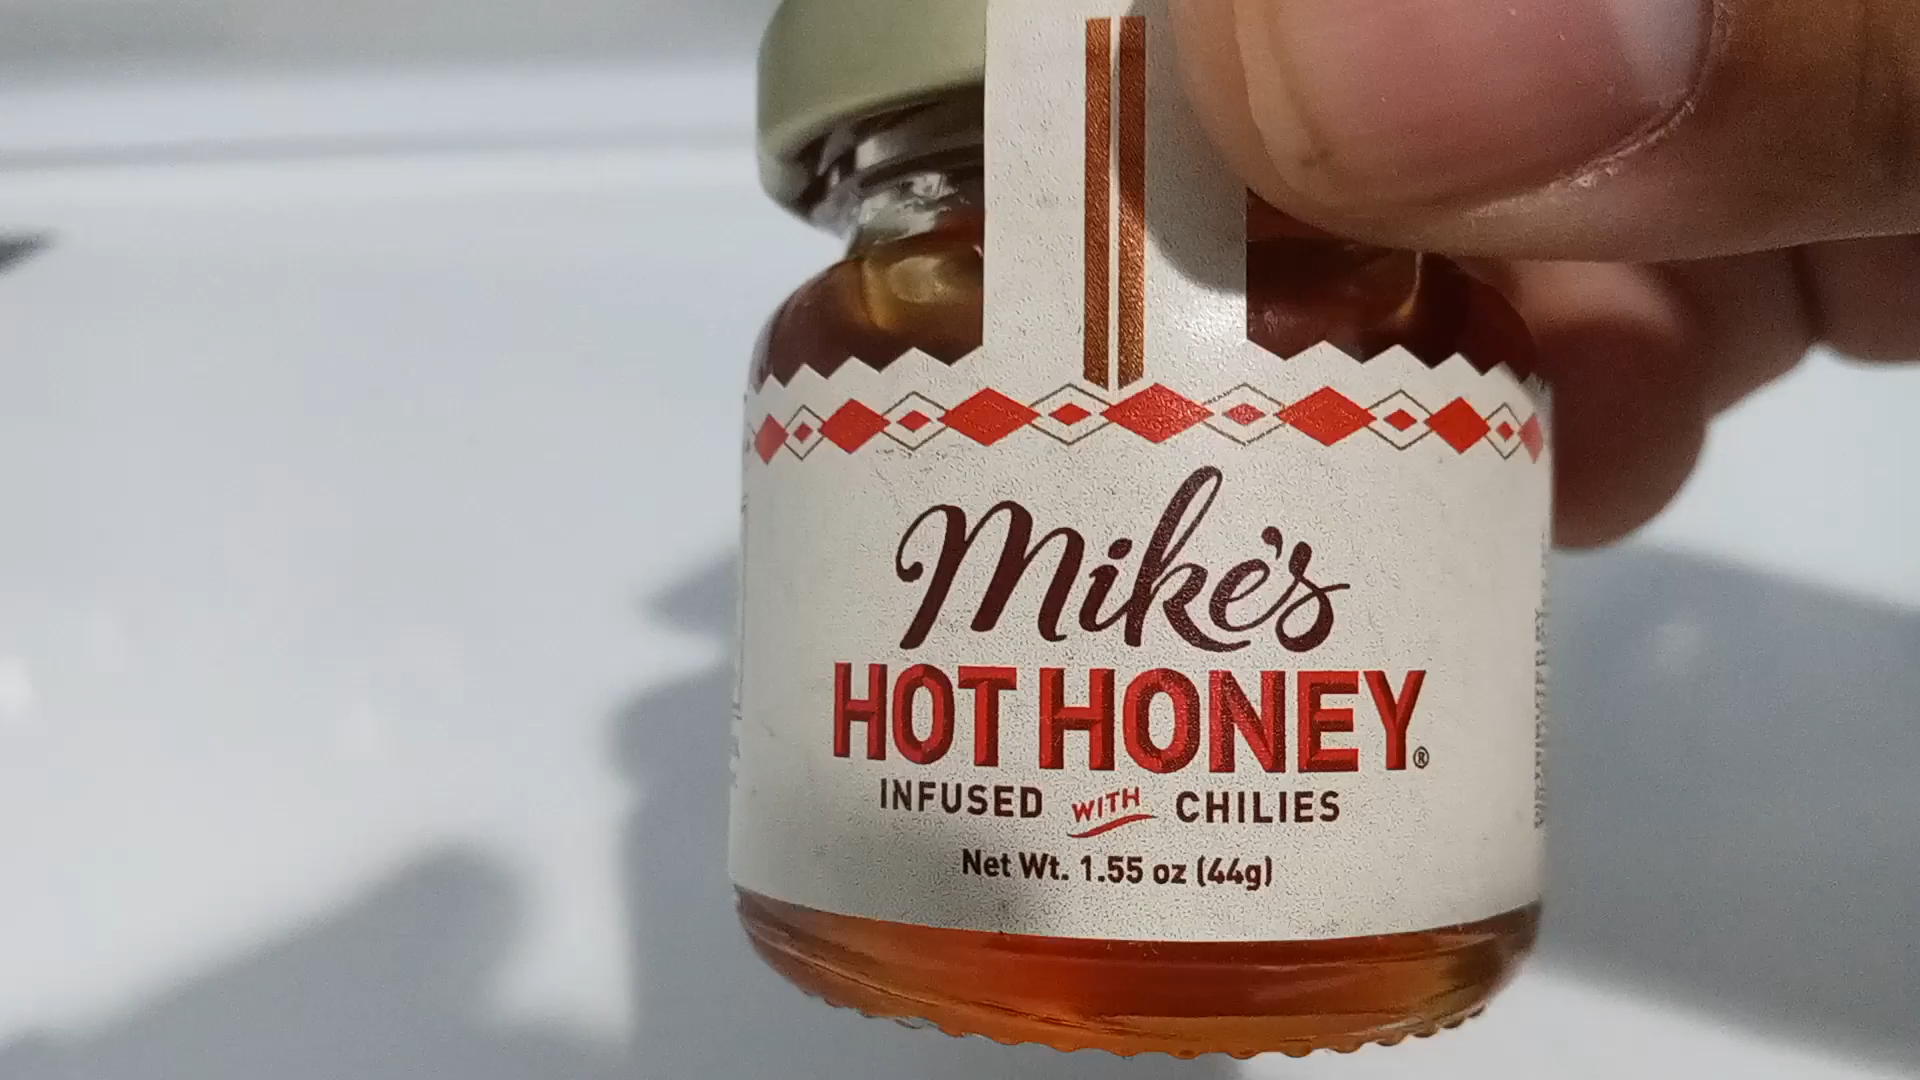 Mike's
HOT HONEY®
INFUSED WITH CHILIES
Net Wt. 1.55 oz (44g)